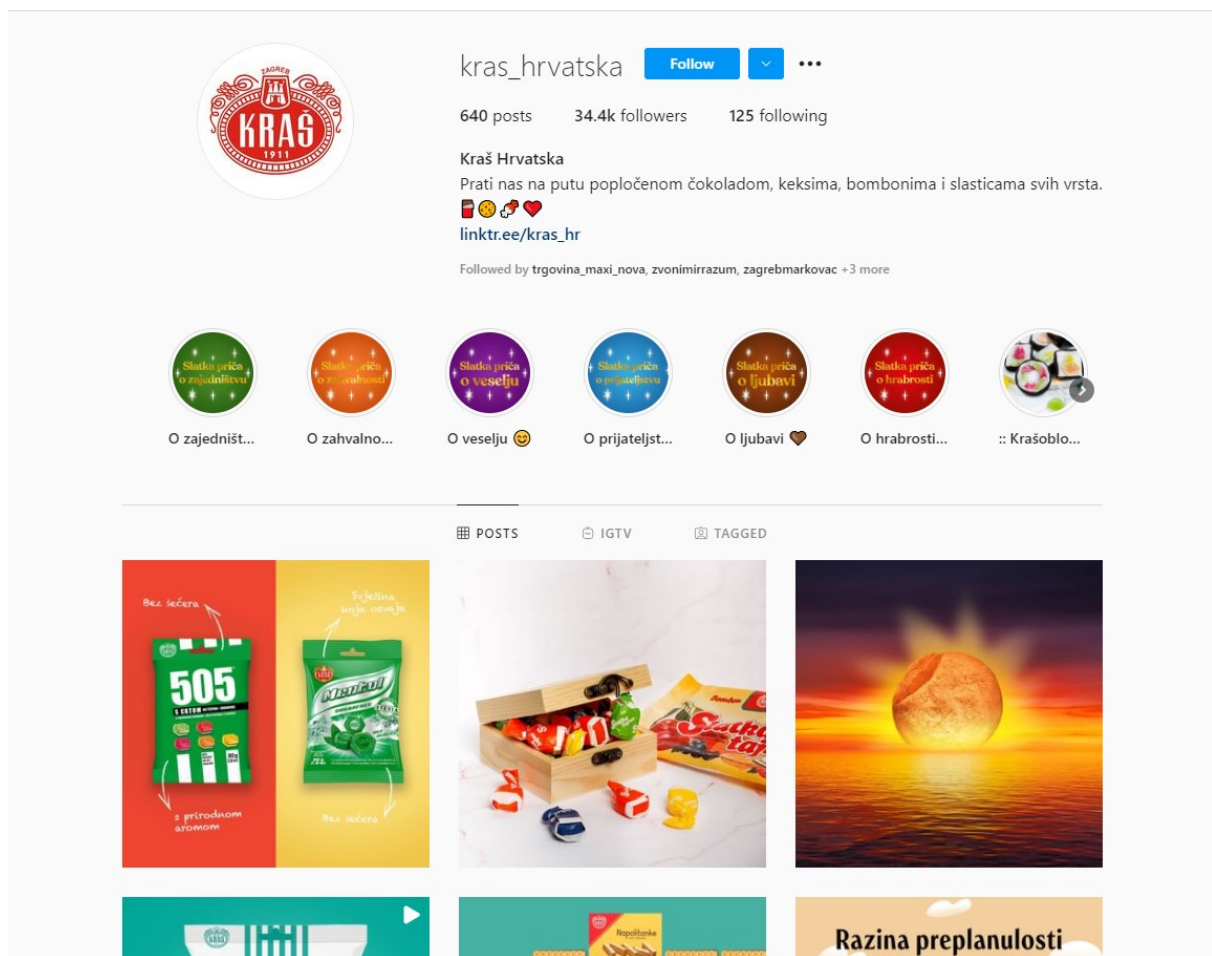 kras_hrvatska Follow
640 posts 34.4k followers 125 following
Kraš Hrvatska
Prati nas na putu popločenom čokoladom, keksima, bombonima i slasticama svih vrsta.
linktr.ee/kras_hr
Followed by trgovina_maxi_nova, zvonimirrazum, zagrebmarkovac +3 more
ZAGREB
KRAŠ
1911
Slatka priča
o zajedništvu
Slatka priča
o zahvalnosti
Slatka priča
o veselju
Slatka priča
o prijateljstvu
Slatka priča
o ljubavi
Slatka priča
o hrabrosti
O zajedništ... O zahvalno... O veselju O prijateljst... O ljubavi O hrabrosti... :: Krašoblo...
POSTS IGTV TAGGED
Bez šećera
505
S CRTOM
s prirodnom
aromom
Svježina
koja osvaja
Mentol
Bez šećera
Bombon
KRAŠ
Napolitanke
Razina preplanulosti